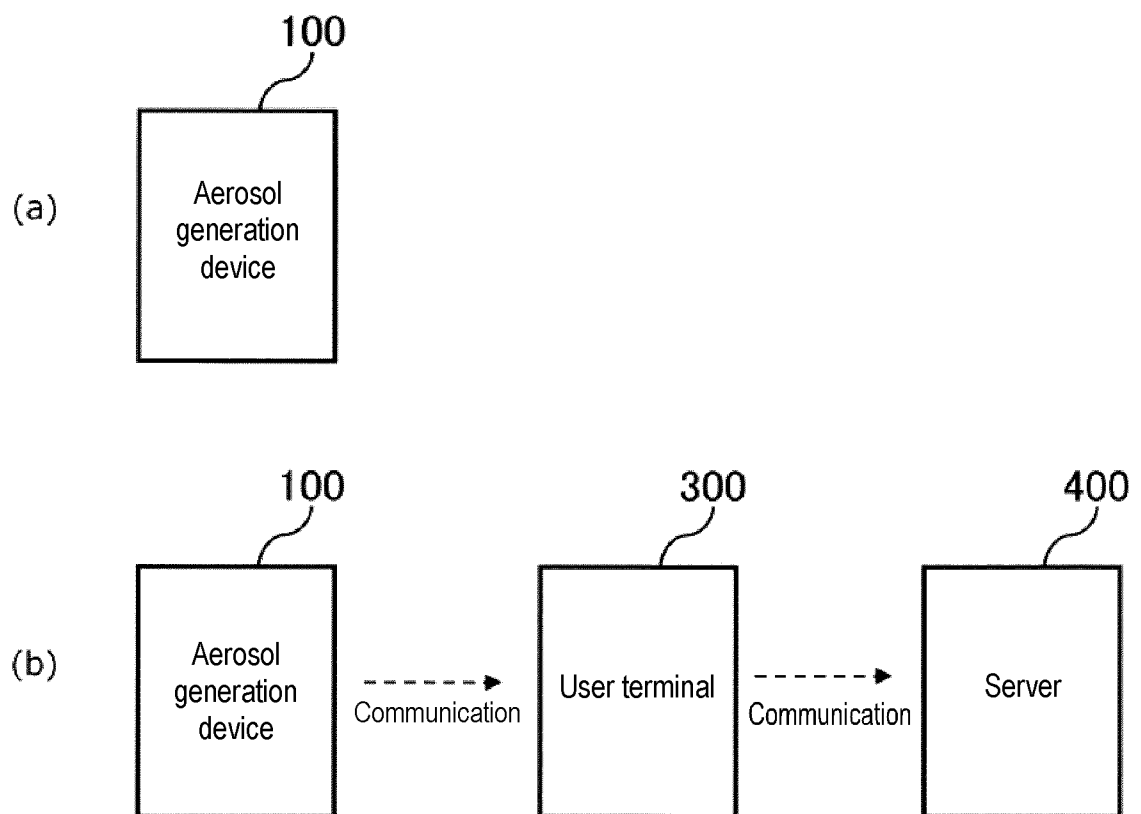 100
(a)
Aerosol
generation
device
100
300
400
(b)
Aerosol
generation
device
Communication
User terminal
Communication
Server